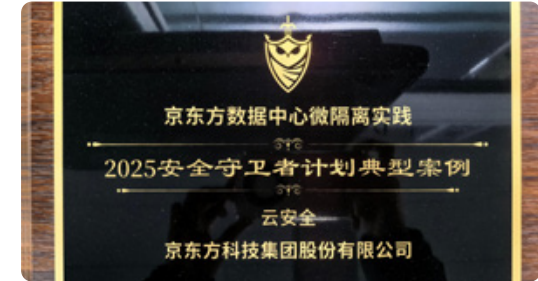 京东方数据中心微隔离实践
2025安全守卫者计划典型案例
云安全
京东方科技集团股份有限公司